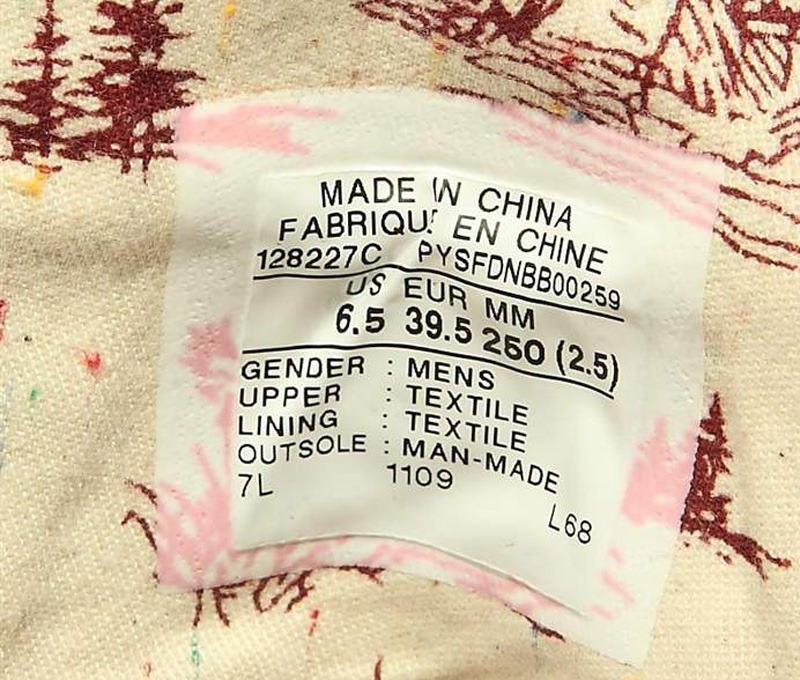 MADE IN CHINA
FABRIQUÉ EN CHINE
128227C PYSFDNBB00259
US EUR MM
6.5 39.5 250 (2.5)
GENDER : MENS
UPPER : TEXTILE
LINING : TEXTILE
OUTSOLE : MAN-MADE
7L 1109
L68